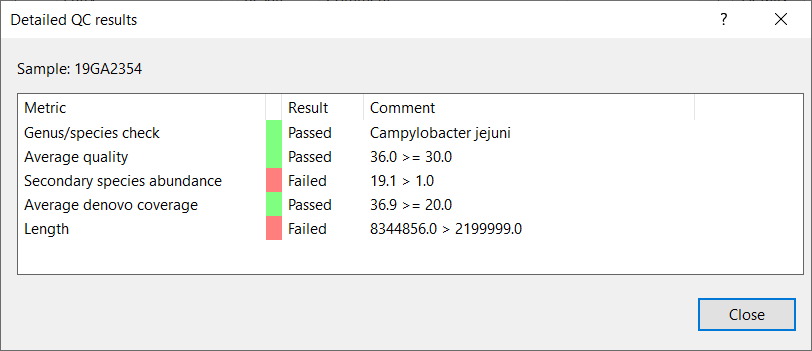 Detailed QC results
?
Sample: 19GA2354
Metric Result Comment
Genus/species check Passed Campylobacter jejuni
Average quality Passed 36.0 >= 30.0
Secondary species abundance Failed 19.1 > 1.0
Average denovo coverage Passed 36.9 >= 20.0
Length Failed 8344856.0 > 2199999.0
Close